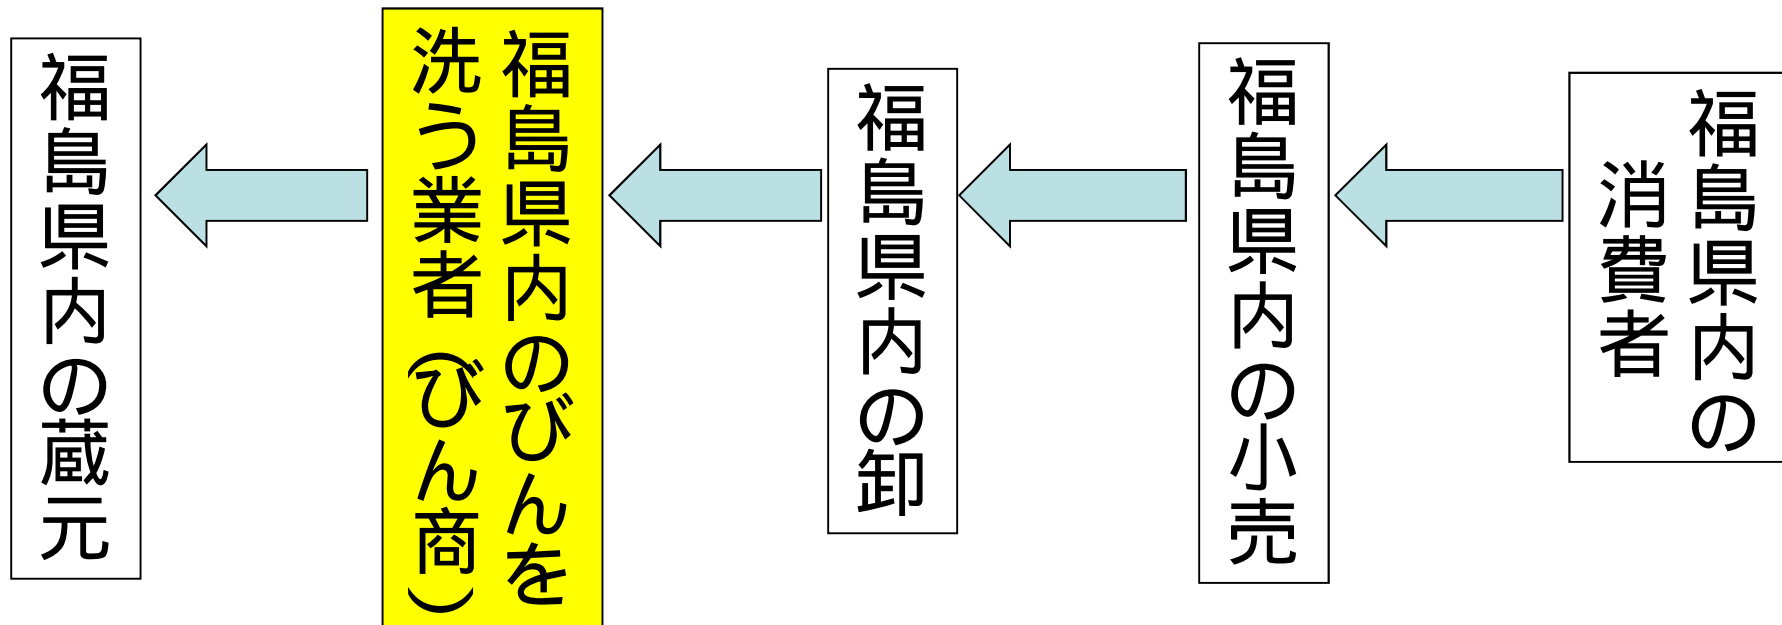 福島県内の
消費者
福島県内の小売
福島県内の卸
福島県内のびんを
洗う業者（びん商）
福島県内の蔵元